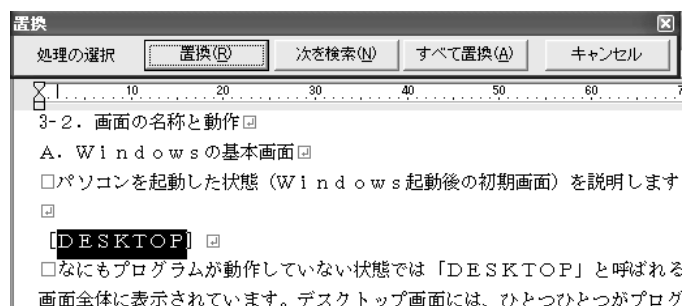 置換
処理の選択 置換(R) 次を検索(N) すべて置換(A) キャンセル
10 20 30 40 50 60 7
3-2．画面の名称と動作
A．Ｗｉｎｄｏｗｓの基本画面
□パソコンを起動した状態（Ｗｉｎｄｏｗｓ起動後の初期画面）を説明します
［ＤＥＳＫＴＯＰ］
□なにもプログラムが動作していない状態では「ＤＥＳＫＴＯＰ」と呼ばれる
画面全体に表示されています。デスクトップ画面には、ひとつひとつがプログ